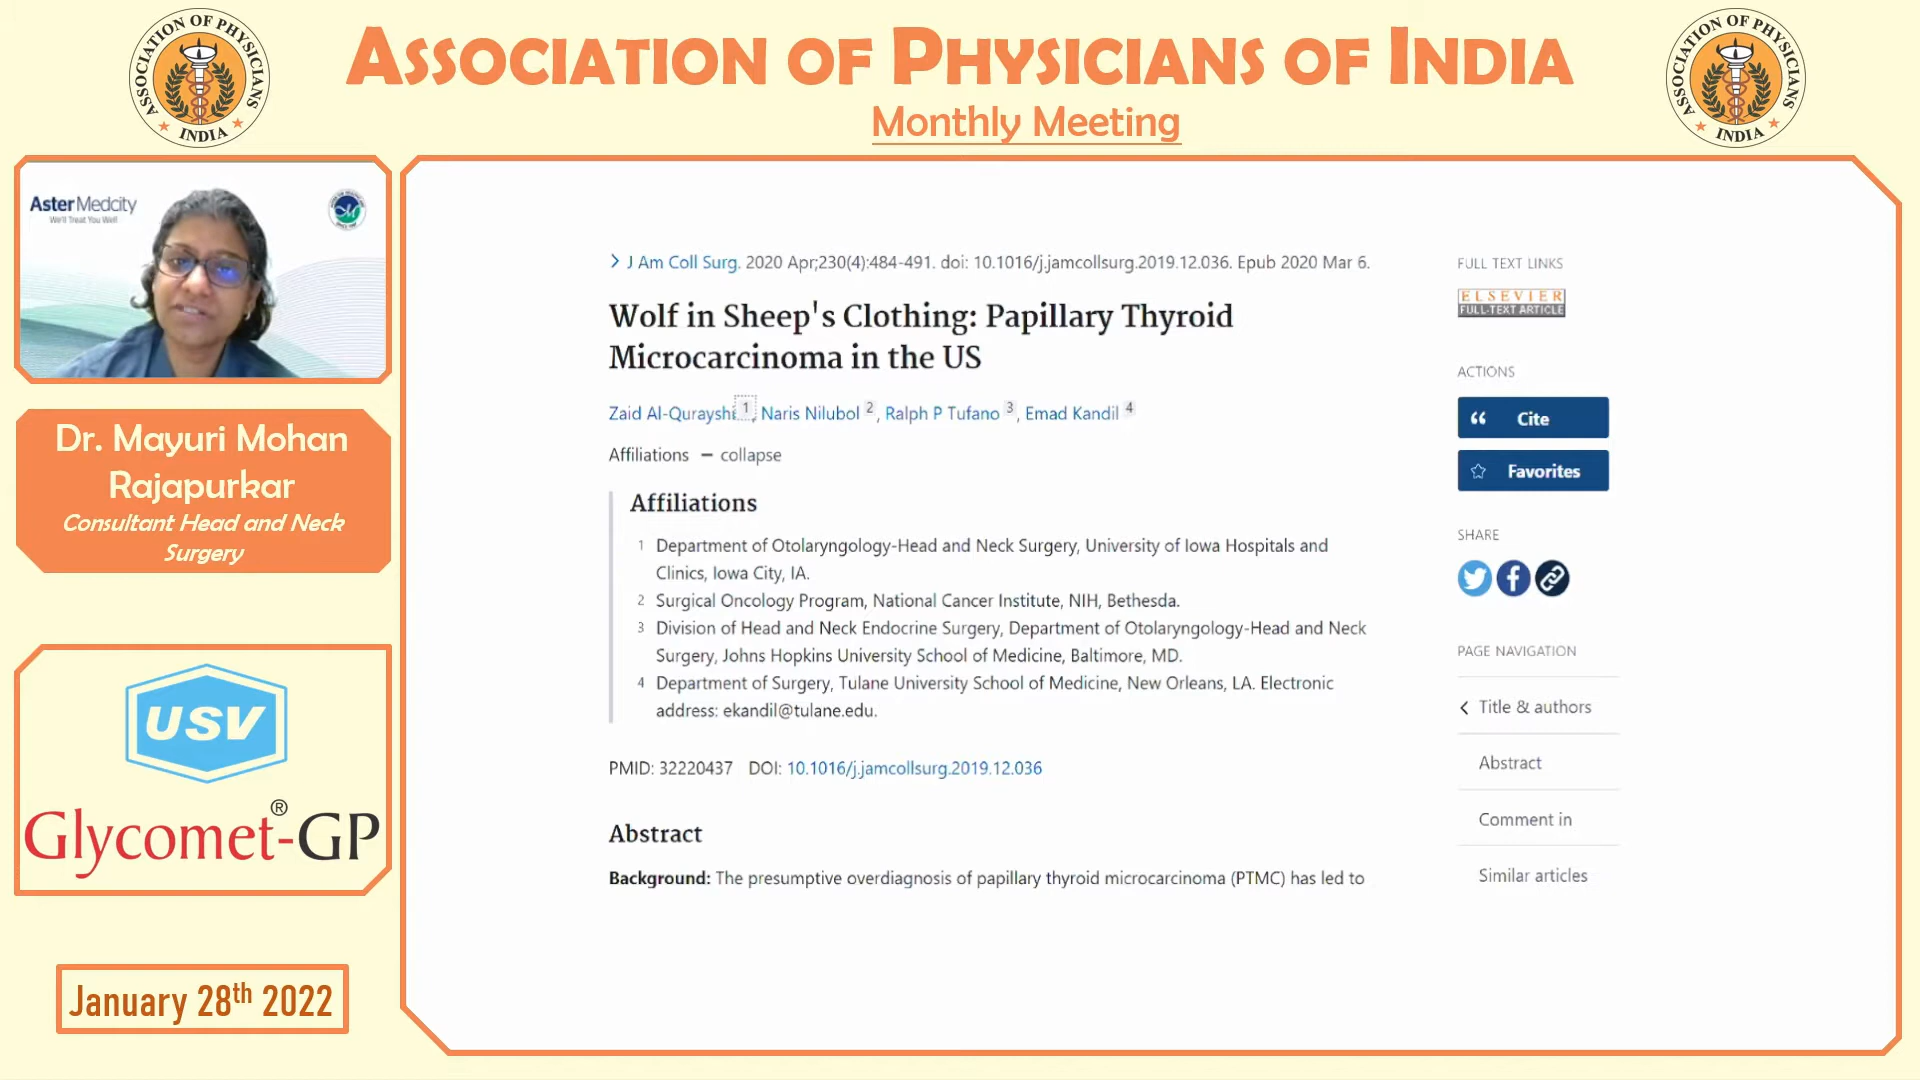 ASSOCIATION OF PHYSICIANS OF INDIA
Monthly Meeting
ASSOCIATION OF PHYSICIANS
INDIA
ASSOCIATION OF PHYSICIANS
INDIA
Aster Medcity
We'll Treat You Well
Dr. Mayuri Mohan
Rajapurkar
Consultant Head and Neck
Surgery
USV
Glycomet®-GP
January 28th 2022
J Am Coll Surg. 2020 Apr;230(4):484-491. doi: 10.1016/j.jamcollsurg.2019.12.036. Epub 2020 Mar 6.
Wolf in Sheep's Clothing: Papillary Thyroid
Microcarcinoma in the US
Zaid Al-Qurayshi 1, Naris Nilubol 2, Ralph P Tufano 3, Emad Kandil 4
Affiliations — collapse
Affiliations
1 Department of Otolaryngology-Head and Neck Surgery, University of Iowa Hospitals and
Clinics, Iowa City, IA.
2 Surgical Oncology Program, National Cancer Institute, NIH, Bethesda.
3 Division of Head and Neck Endocrine Surgery, Department of Otolaryngology-Head and Neck
Surgery, Johns Hopkins University School of Medicine, Baltimore, MD.
4 Department of Surgery, Tulane University School of Medicine, New Orleans, LA. Electronic
address: ekandil@tulane.edu.
PMID: 32220437 DOI: 10.1016/j.jamcollsurg.2019.12.036
Abstract
Background: The presumptive overdiagnosis of papillary thyroid microcarcinoma (PTMC) has led to
FULL TEXT LINKS
ELSEVIER
FULL-TEXT ARTICLE
ACTIONS
Cite
Favorites
SHARE
PAGE NAVIGATION
Title & authors
Abstract
Comment in
Similar articles